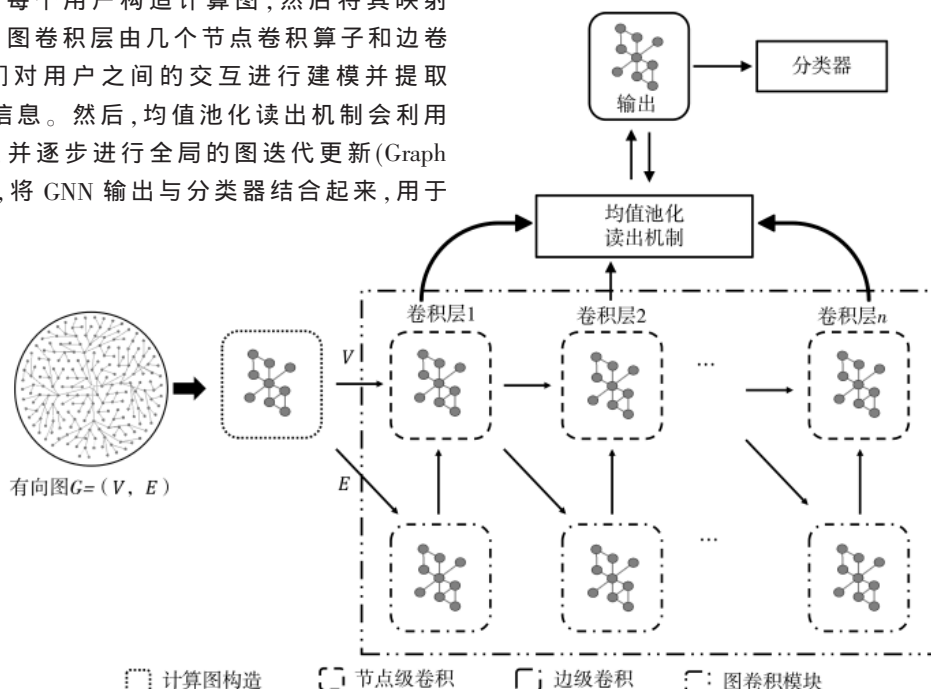 每个用户构造计算图,然后将其映射
图卷积层由几个节点卷积算子和边卷
们对用户之间的交互进行建模并提取
信息。然后,均值池化读出机制会利用
并逐步进行全局的图迭代更新(Graph
,将 GNN 输出与分类器结合起来,用于
输出
分类器
均值池化
读出机制
卷积层1
卷积层2
卷积层n
V
...
有向图G=(V, E)
E
...
计算图构造
节点级卷积
边级卷积
图卷积模块